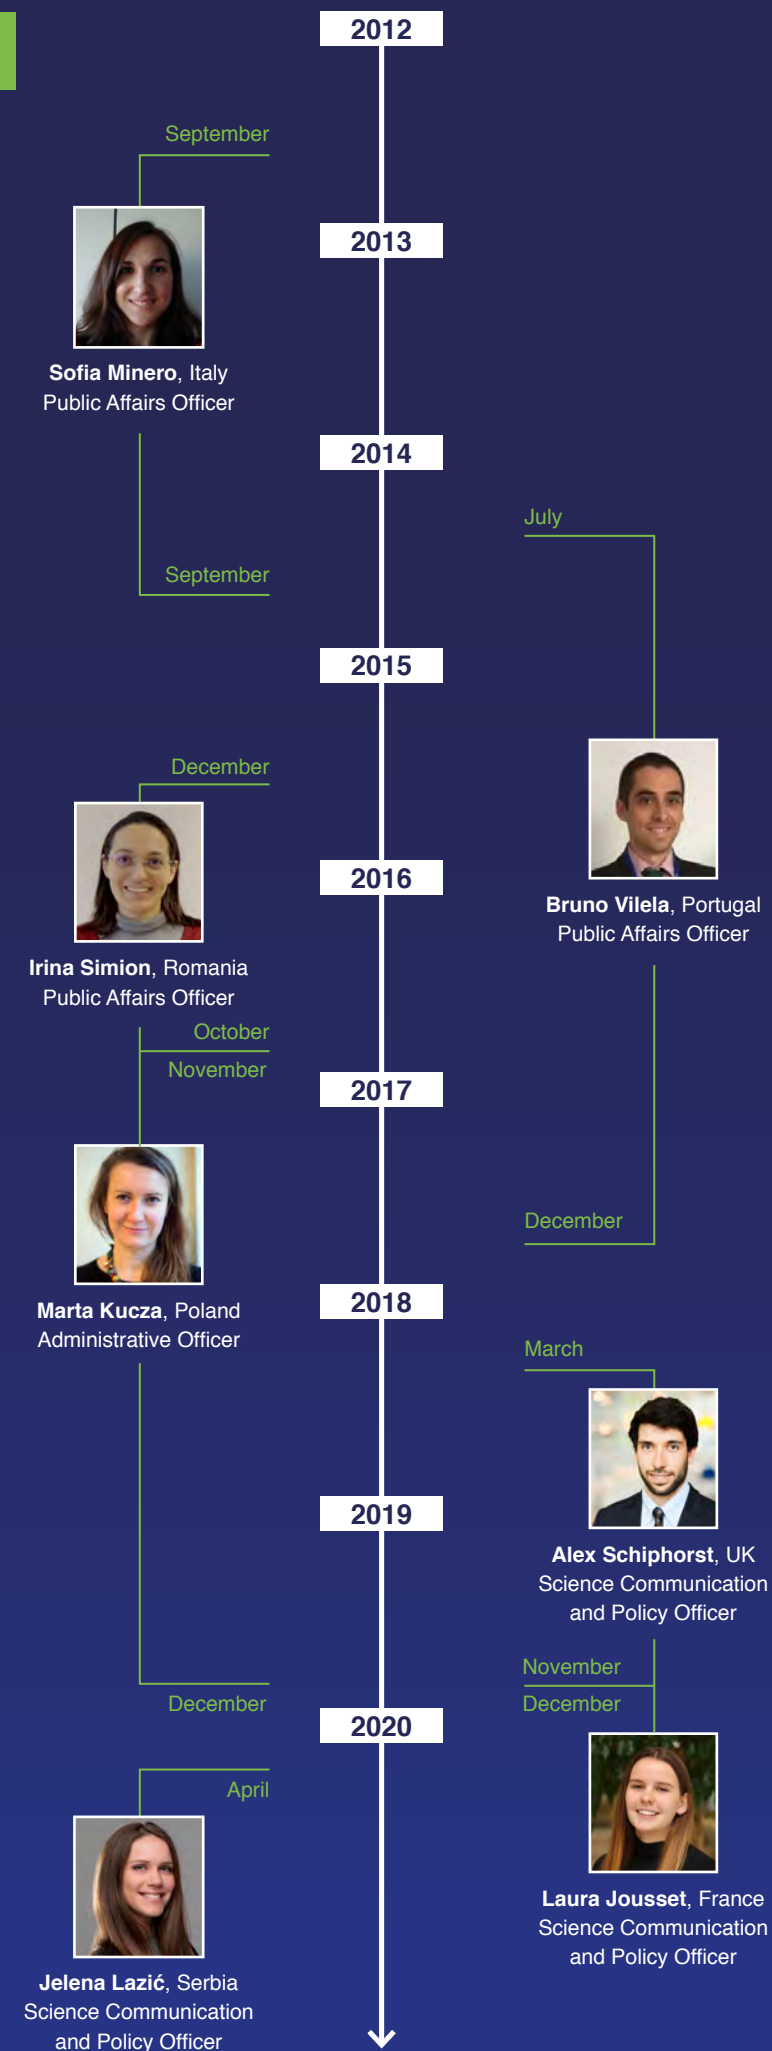 2012
September
2013
Sofia Minero, Italy
Public Affairs Officer
2014
July
September
2015
December
2016
Bruno Vilela, Portugal
Public Affairs Officer
Irina Simion, Romania
Public Affairs Officer
October
November
2017
December
2018
Marta Kucza, Poland
Administrative Officer
March
2019
Alex Schiphorst, UK
Science Communication
and Policy Officer
November
December
December
2020
April
Laura Jousset, France
Science Communication
and Policy Officer
Jelena Lazić, Serbia
Science Communication
and Policy Officer